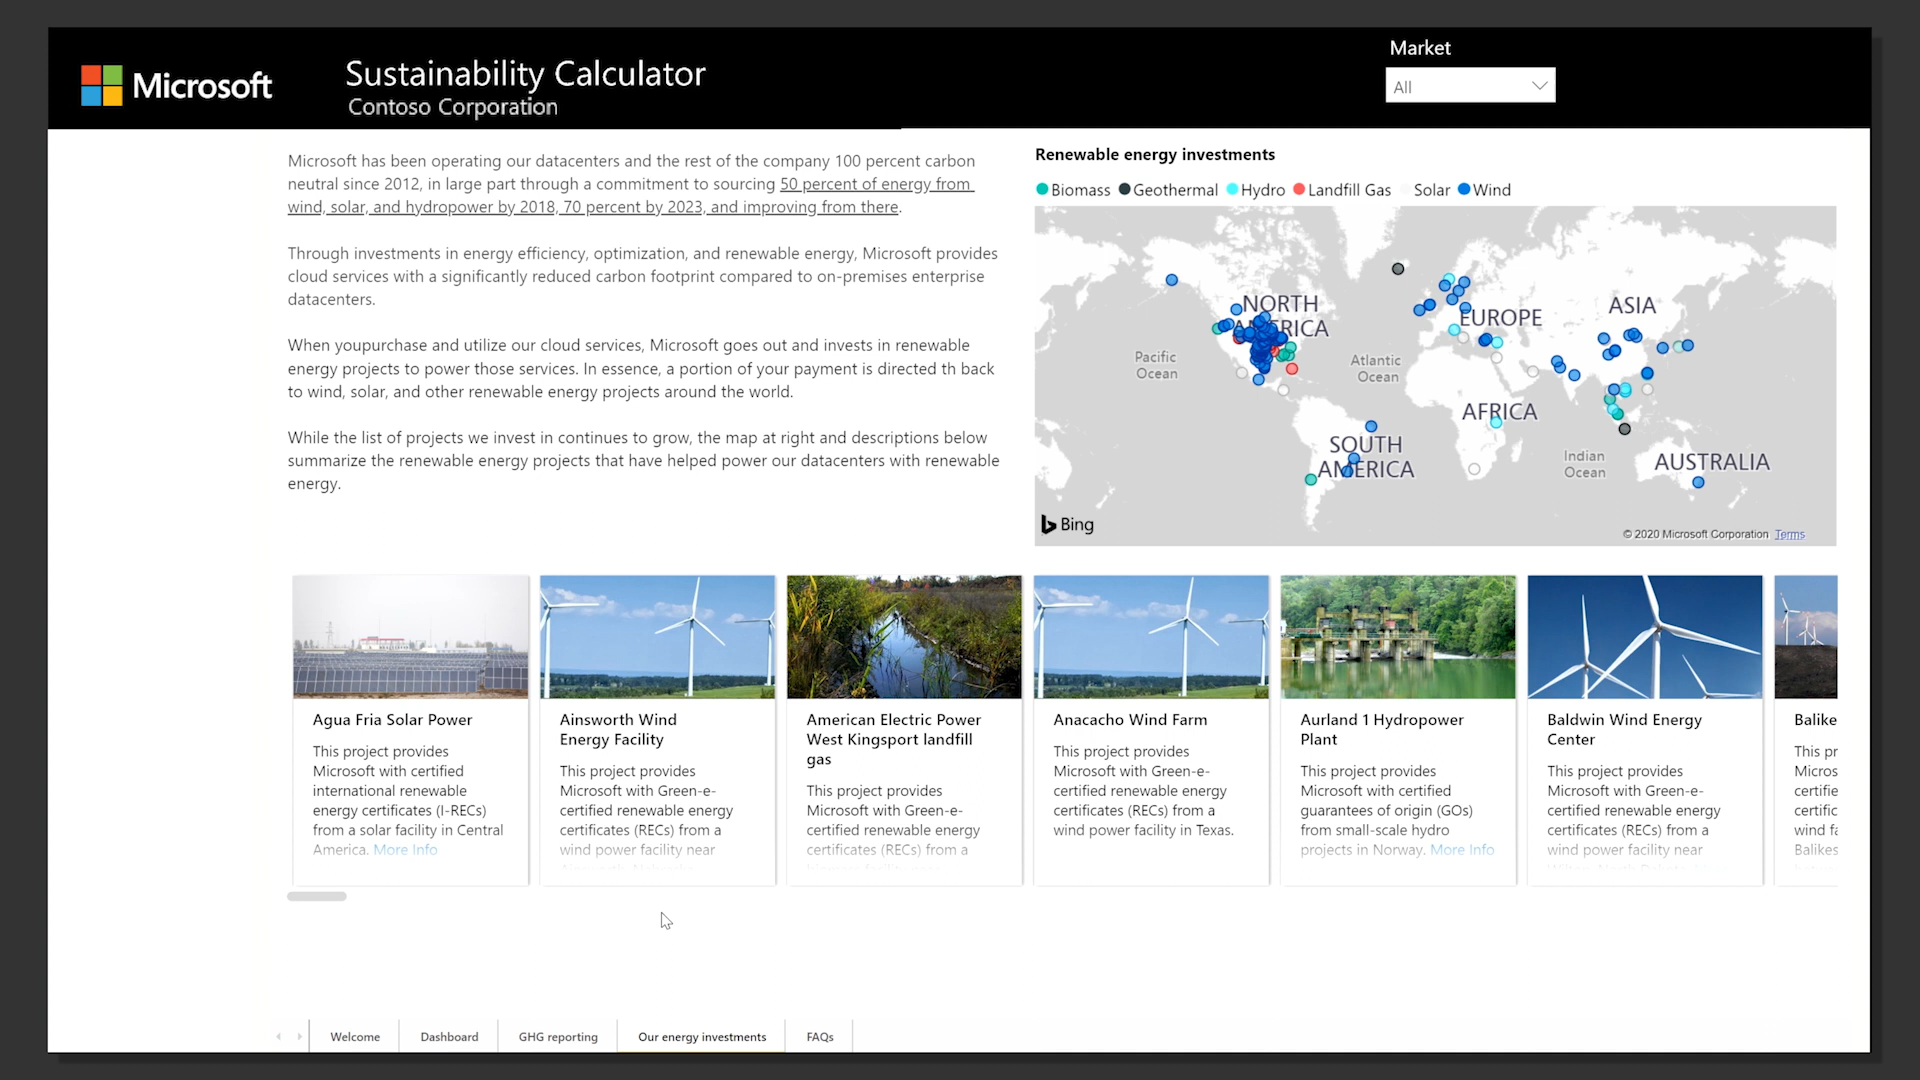 Microsoft
Sustainability Calculator
Contoso Corporation
Market
All
Microsoft has been operating our datacenters and the rest of the company 100 percent carbon
neutral since 2012, in large part through a commitment to sourcing 50 percent of energy from
wind, solar, and hydropower by 2018, 70 percent by 2023, and improving from there.
Through investments in energy efficiency, optimization, and renewable energy, Microsoft provides
cloud services with a significantly reduced carbon footprint compared to on-premises enterprise
datacenters.
When youpurchase and utilize our cloud services, Microsoft goes out and invests in renewable
energy projects to power those services. In essence, a portion of your payment is directed th back
to wind, solar, and other renewable energy projects around the world.
While the list of projects we invest in continues to grow, the map at right and descriptions below
summarize the renewable energy projects that have helped power our datacenters with renewable
energy.
Renewable energy investments
Biomass Geothermal Hydro Landfill Gas Solar Wind
NORTH
AMERICA
EUROPE
ASIA
Pacific
Ocean
Atlantic
Ocean
AFRICA
SOUTH
AMERICA
Indian
Ocean
AUSTRALIA
Bing
© 2020 Microsoft Corporation Terms
Agua Fria Solar Power
This project provides
Microsoft with certified
international renewable
energy certificates (I-RECs)
from a solar facility in Central
America. More Info
Ainsworth Wind
Energy Facility
This project provides
Microsoft with Green-e-
certified renewable energy
certificates (RECs) from a
wind power facility near
American Electric Power
West Kingsport landfill
gas
This project provides
Microsoft with Green-e-
certified renewable energy
certificates (RECs) from a
Anacacho Wind Farm
This project provides
Microsoft with Green-e-
certified renewable energy
certificates (RECs) from a
wind power facility in Texas.
Aurland 1 Hydropower
Plant
This project provides
Microsoft with certified
guarantees of origin (GOs)
from small-scale hydro
projects in Norway. More Info
Baldwin Wind Energy
Center
This project provides
Microsoft with Green-e-
certified renewable energy
certificates (RECs) from a
wind power facility near
Balike
This pr
Micros
certifie
certific
wind fa
Balikes
Welcome
Dashboard
GHG reporting
Our energy investments
FAQs